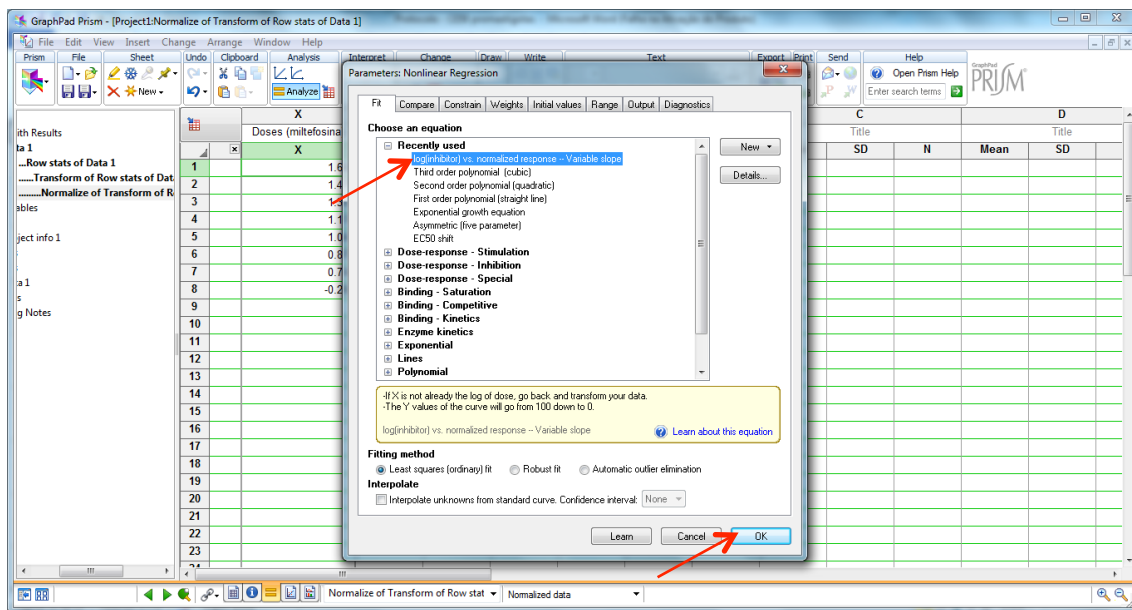 GraphPad Prism - [Project1:Normalize of Transform of Row stats of Data 1]
File Edit View Insert Change Arrange Window Help
Prism File Sheet Undo Clipboard Analysis Interpret Change Draw Write Text Export Print Send Help
New
Analyze
Open Prism Help
Enter search terms
GraphPad
PRISM
ith Results
ta 1
...Row stats of Data 1
......Transform of Row stats of Dat
.........Normalize of Transform of R
ables
ject info 1
a 1
s
g Notes
X
Doses (miltefosina
X
1 1.6
2 1.4
3 1.3
4 1.1
5 1.0
6 0.8
7 0.7
8 -0.2
9
10
11
12
13
14
15
16
17
18
19
20
21
22
23
24
C D
Title Title
SD N Mean SD
Parameters: Nonlinear Regression
Fit Compare Constrain Weights Initial values Range Output Diagnostics
Choose an equation
Recently used
log(inhibitor) vs. normalized response -- Variable slope
Third order polynomial (cubic)
Second order polynomial (quadratic)
First order polynomial (straight line)
Exponential growth equation
Asymmetric (five parameter)
EC50 shift
Dose-response - Stimulation
Dose-response - Inhibition
Dose-response - Special
Binding - Saturation
Binding - Competitive
Binding - Kinetics
Enzyme kinetics
Exponential
Lines
Polynomial
New
Details...
-If X is not already the log of dose, go back and transform your data.
-The Y values of the curve will go from 100 down to 0.
log(inhibitor) vs. normalized response -- Variable slope
Learn about this equation
Fitting method
Least squares (ordinary) fit Robust fit Automatic outlier elimination
Interpolate
Interpolate unknowns from standard curve. Confidence interval: None
Learn Cancel OK
Normalize of Transform of Row stat Normalized data